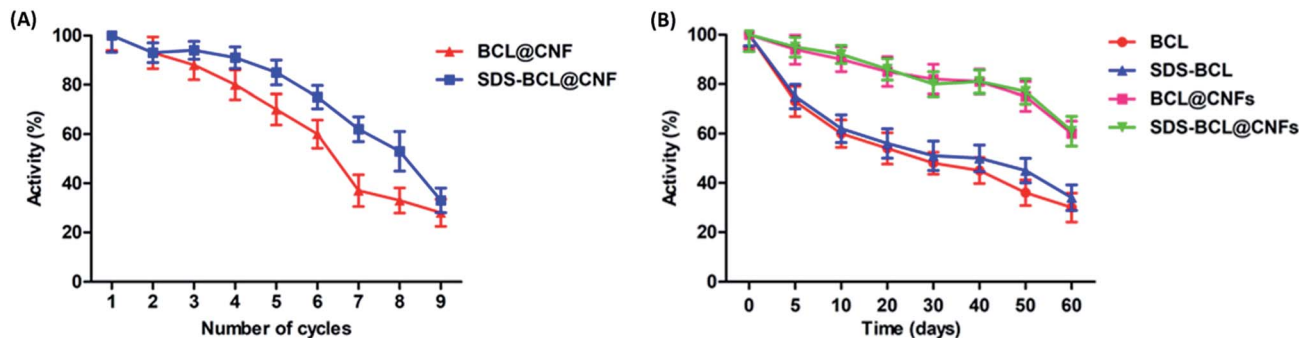 (A)
100
80
60
40
20
0
Activity (%)
1 2 3 4 5 6 7 8 9
Number of cycles
BCL@CNF
SDS-BCL@CNF
(B)
100
80
60
40
20
0
Activity (%)
0 5 10 20 30 40 50 60
Time (days)
BCL
SDS-BCL
BCL@CNFs
SDS-BCL@CNFs